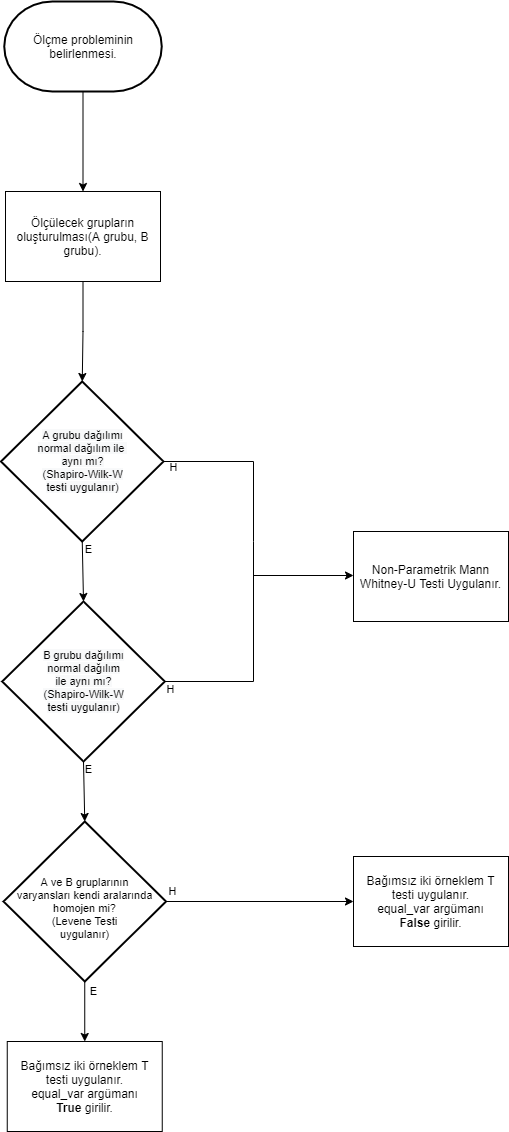 Ölçme probleminin
belirlenmesi.
Ölçülecek grupların
oluşturulması(A grubu, B
grubu).
A grubu dağılımı
normal dağılım ile
aynı mı?
(Shapiro-Wilk-W
testi uygulanır)
H
E
Non-Parametrik Mann
Whitney-U Testi Uygulanır.
B grubu dağılımı
normal dağılım
ile aynı mı?
(Shapiro-Wilk-W
testi uygulanır)
H
E
A ve B gruplarının
varyansları kendi aralarında
homojen mi?
(Levene Testi
uygulanır)
H
E
Bağımsız iki örneklem T
testi uygulanır.
equal_var argümanı
False girilir.
Bağımsız iki örneklem T
testi uygulanır.
equal_var argümanı
True girilir.